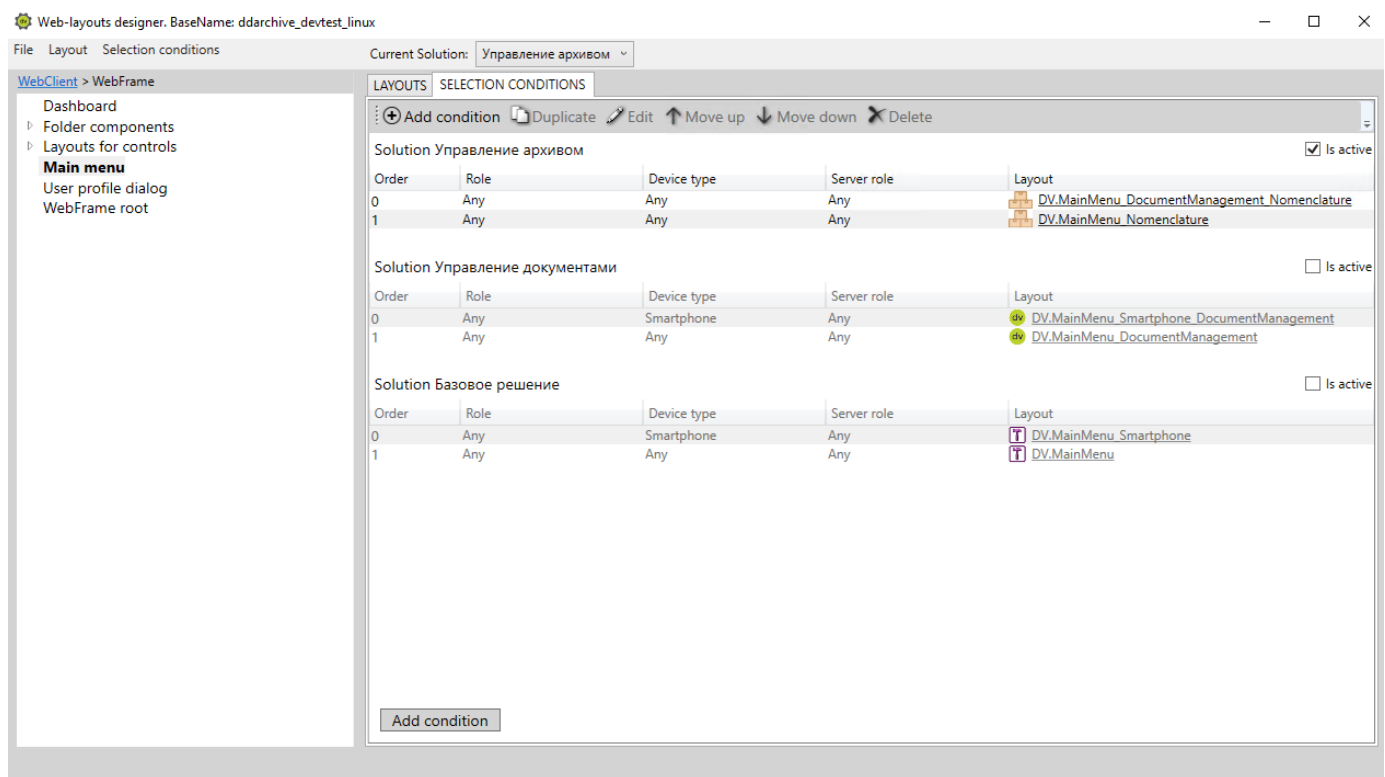 Web-layouts designer. BaseName: ddarchive_devtest_linux
File Layout Selection conditions
Current Solution: Управление архивом
WebClient > WebFrame
Dashboard
Folder components
Layouts for controls
Main menu
User profile dialog
WebFrame root
LAYOUTS SELECTION CONDITIONS
Add condition Duplicate Edit Move up Move down Delete
Solution Управление архивом Is active
Order Role Device type Server role Layout
0 Any Any Any DV.MainMenu_DocumentManagement_Nomenclature
1 Any Any Any DV.MainMenu_Nomenclature
Solution Управление документами Is active
Order Role Device type Server role Layout
0 Any Smartphone Any dv DV.MainMenu_Smartphone_DocumentManagement
1 Any Any Any dv DV.MainMenu_DocumentManagement
Solution Базовое решение Is active
Order Role Device type Server role Layout
0 Any Smartphone Any DV.MainMenu_Smartphone
1 Any Any Any DV.MainMenu
Add condition